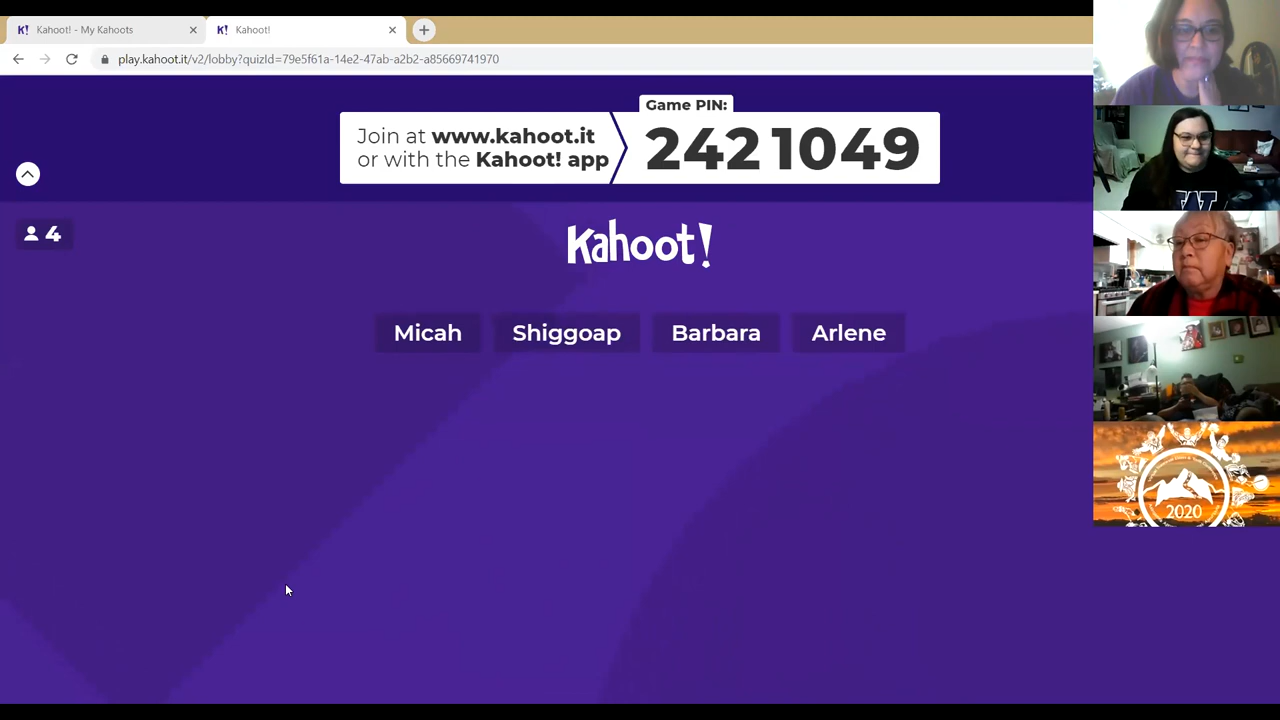 Kahoot! - My Kahoots
Kahoot!
play.kahoot.it/v2/lobby?quizId=79e5f61a-14e2-47ab-a2b2-a85669741970
Game PIN:
Join at www.kahoot.it
or with the Kahoot! app
242 1049
4
Kahoot!
Micah Shiggoap Barbara Arlene
2020